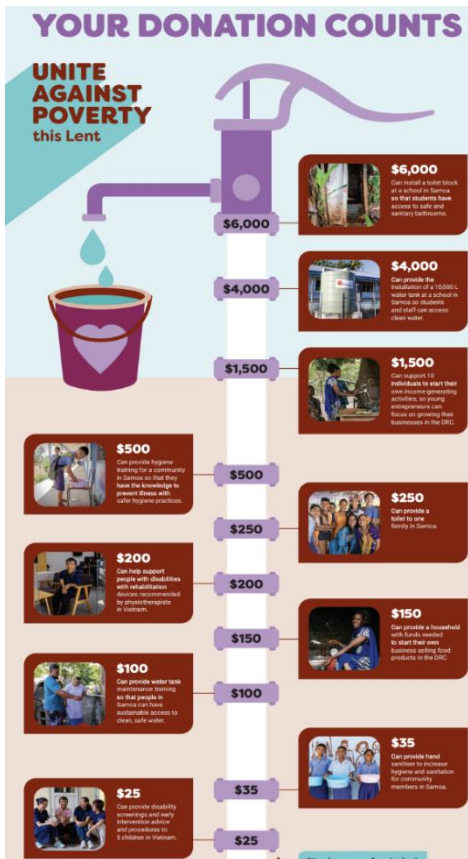 YOUR DONATION COUNTS
UNITE
AGAINST
POVERTY
this Lent
$6,000
Can install a toilet block
at a school in Samoa
so that students have
access to safe and
sanitary bathrooms.
$6,000
$4,000
Can provide the
installation of a 10,000 L
water tank at a school in
Samoa so students
and staff can access
clean water.
$4,000
$1,500
Can support 10
individuals to start their
own income-generating
activities, so young
entrepreneurs can
focus on growing their
businesses in the DRC.
$1,500
$500
Can provide hygiene
training for a community
in Samoa so that they
have the knowledge to
prevent illness with
safer hygiene practices.
$500
$250
Can provide a
toilet to one
family in Samoa.
$250
$200
Can help support
people with disabilities
with rehabilitation
devices recommended
by physiotherapists
in Vietnam.
$200
$150
Can provide a household
with funds needed
to start their own
business selling food
products in the DRC.
$150
$100
Can provide water tank
maintenance training
so that people in
Samoa can have
sustainable access to
clean, safe water.
$100
$35
Can provide hand
sanitiser to increase
hygiene and sanitation
for community
members in Samoa.
$35
$25
Can provide disability
screenings and early
intervention advice
and procedures to
5 children in Vietnam.
$25